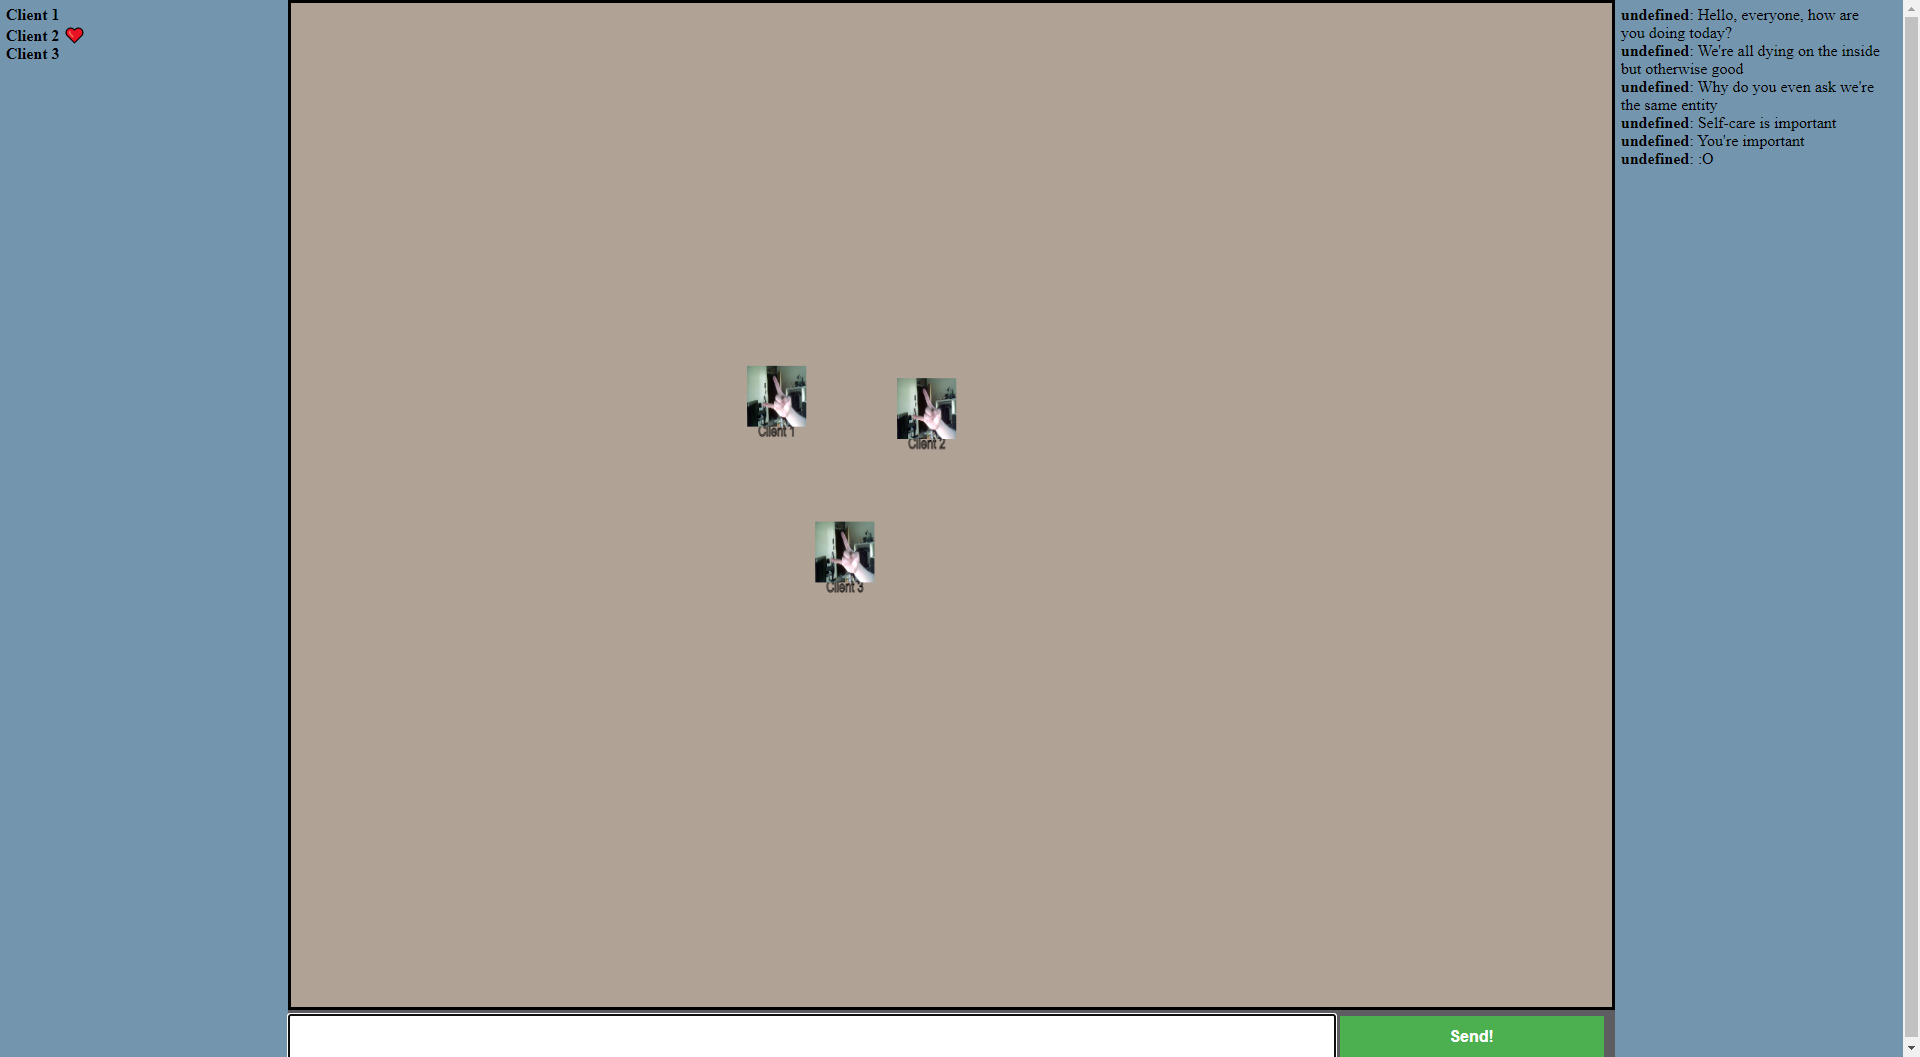 Client 1
Client 2
Client 3
Client 1
Client 2
Client 3
undefined: Hello, everyone, how are
you doing today?
undefined: We're all dying on the inside
but otherwise good
undefined: Why do you even ask we're
the same entity
undefined: Self-care is important
undefined: You're important
undefined: :O
Send!